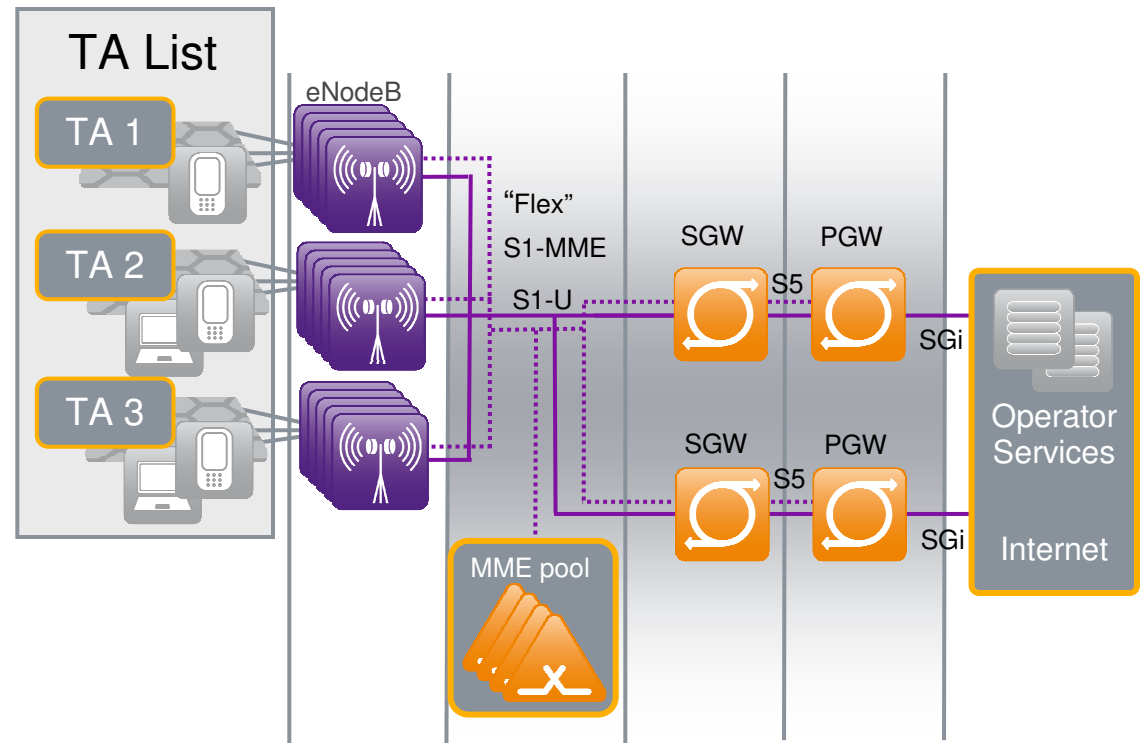 TA List
TA 1
TA 2
TA 3
eNodeB
“Flex”
S1-MME
S1-U
SGW
PGW
S5
SGi
SGW
PGW
S5
SGi
MME pool
Operator
Services
Internet